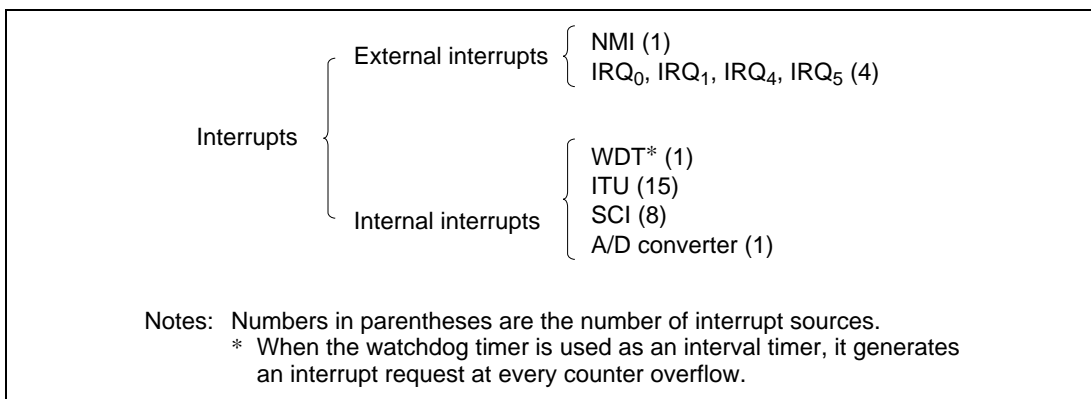 Interrupts
External interrupts
NMI (1)
IRQ₀, IRQ₁, IRQ₄, IRQ₅ (4)
Internal interrupts
WDT* (1)
ITU (15)
SCI (8)
A/D converter (1)
Notes: Numbers in parentheses are the number of interrupt sources.
* When the watchdog timer is used as an interval timer, it generates
an interrupt request at every counter overflow.